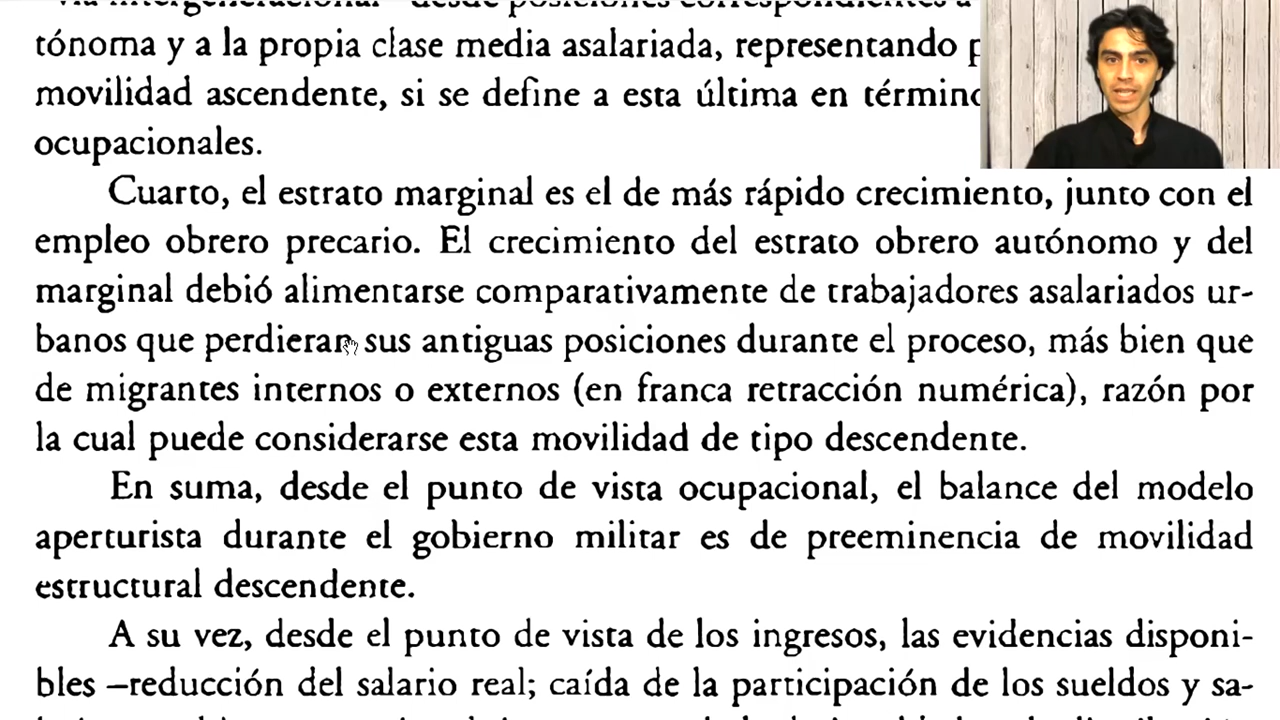 vía intergeneracional– desde posiciones correspondientes a
tónoma y a la propia clase media asalariada, representando
movilidad ascendente, si se define a esta última en
ocupacionales.
Cuarto, el estrato marginal es el de más rápido crecimiento, junto con el
empleo obrero precario. El crecimiento del estrato obrero autónomo y del
marginal debió alimentarse comparativamente de trabajadores asalariados ur-
banos que perdieran sus antiguas posiciones durante el proceso, más bien que
de migrantes internos o externos (en franca retracción numérica), razón por
la cual puede considerarse esta movilidad de tipo descendente.
En suma, desde el punto de vista ocupacional, el balance del modelo
aperturista durante el gobierno militar es de preeminencia de movilidad
estructural descendente.
A su vez, desde el punto de vista de los ingresos, las evidencias disponi-
bles –reducción del salario real; caída de la participación de los sueldos y sa-